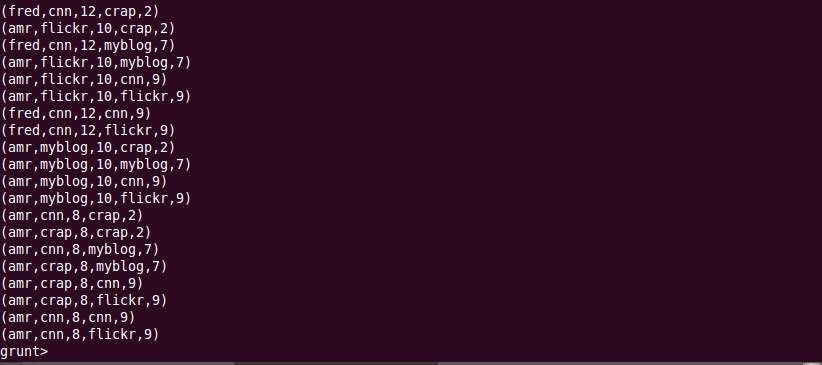 (fred,cnn,12,crap,2)
(amr,flickr,10,crap,2)
(fred,cnn,12,myblog,7)
(amr,flickr,10,myblog,7)
(amr,flickr,10,cnn,9)
(amr,flickr,10,flickr,9)
(fred,cnn,12,cnn,9)
(fred,cnn,12,flickr,9)
(amr,myblog,10,crap,2)
(amr,myblog,10,myblog,7)
(amr,myblog,10,cnn,9)
(amr,myblog,10,flickr,9)
(amr,cnn,8,crap,2)
(amr,crap,8,crap,2)
(amr,cnn,8,myblog,7)
(amr,crap,8,myblog,7)
(amr,crap,8,cnn,9)
(amr,crap,8,flickr,9)
(amr,cnn,8,cnn,9)
(amr,cnn,8,flickr,9)
grunt>